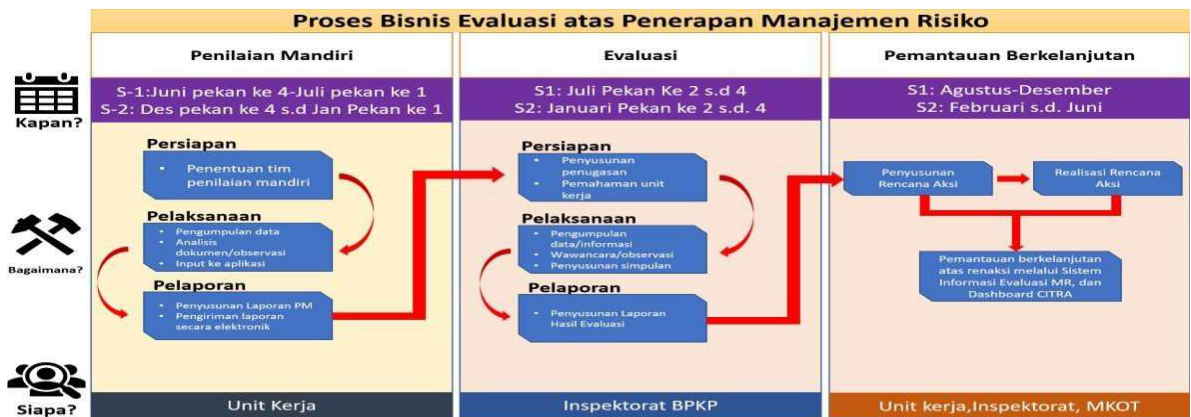 Proses Bisnis Evaluasi atas Penerapan Manajemen Risiko
Penilaian Mandiri
Evaluasi
Pemantauan Berkelanjutan
Kapan?
S-1:Juni pekan ke 4-Juli pekan ke 1
S-2: Des pekan ke 4 s.d Jan Pekan ke 1
S1: Juli Pekan Ke 2 s.d 4
S2: Januari Pekan ke 2 s.d. 4
S1: Agustus-Desember
S2: Februari s.d. Juni
Bagaimana?
Persiapan
• Penentuan tim
penilaian mandiri
Pelaksanaan
• Pengumpulan data
• Analisis
dokumen/observasi
• Input ke aplikasi
Pelaporan
• Penyusunan Laporan PM
• Pengiriman laporan
secara elektronik
Persiapan
• Penyusunan
penugasan
• Pemahaman unit
kerja
Pelaksanaan
• Pengumpulan
data/informasi
• Wawancara/observasi
• Penyusunan simpulan
Pelaporan
• Penyusunan Laporan
Hasil Evaluasi
Penyusunan
Rencana Aksi
Realisasi Rencana
Aksi
Pemantauan berkelanjutan
atas renaksi melalui Sistem
Informasi Evaluasi MR, dan
Dashboard CITRA
Siapa?
Unit Kerja
Inspektorat BPKP
Unit kerja,Inspektorat, MKOT